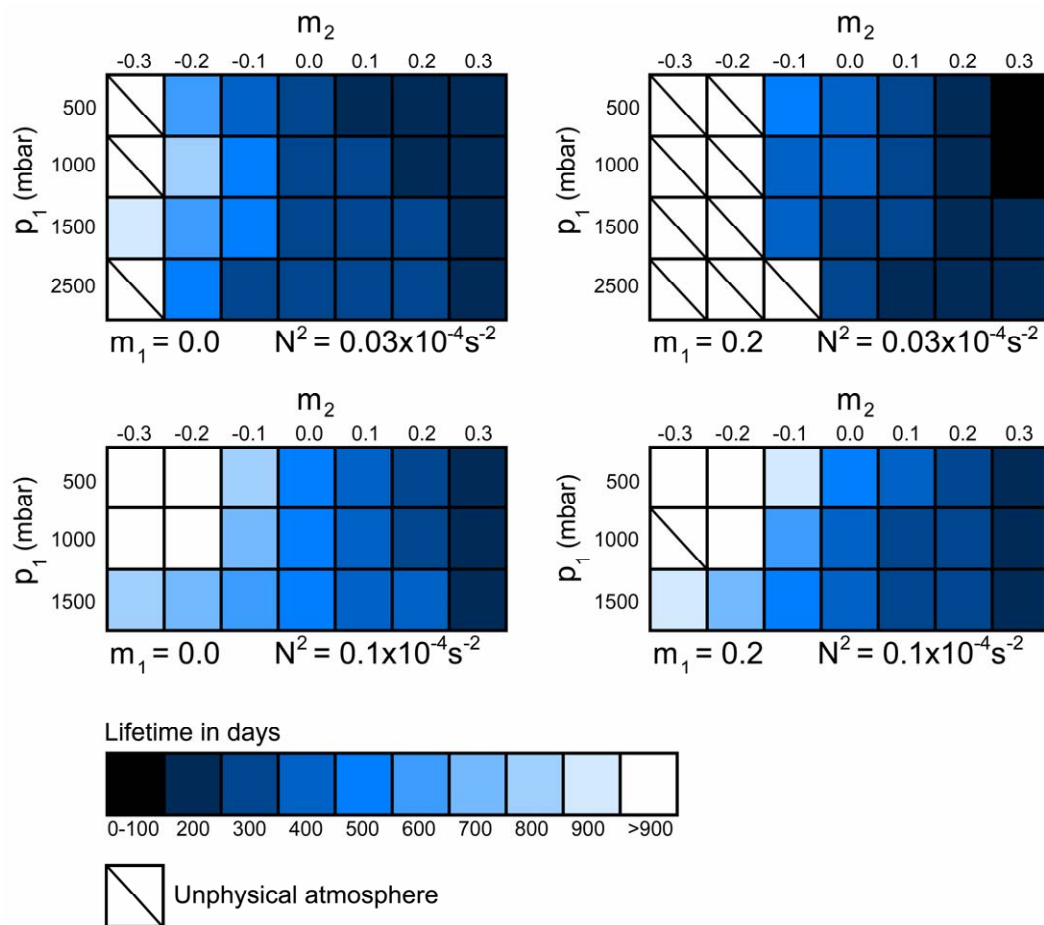 m₂
-0.3 -0.2 -0.1 0.0 0.1 0.2 0.3
p₁ (mbar)
500
1000
1500
2500
m₁ = 0.0 N² = 0.03x10⁻⁴s⁻²
m₂
-0.3 -0.2 -0.1 0.0 0.1 0.2 0.3
p₁ (mbar)
500
1000
1500
2500
m₁ = 0.2 N² = 0.03x10⁻⁴s⁻²
m₂
-0.3 -0.2 -0.1 0.0 0.1 0.2 0.3
p₁ (mbar)
500
1000
1500
m₁ = 0.0 N² = 0.1x10⁻⁴s⁻²
m₂
-0.3 -0.2 -0.1 0.0 0.1 0.2 0.3
p₁ (mbar)
500
1000
1500
m₁ = 0.2 N² = 0.1x10⁻⁴s⁻²
Lifetime in days
0-100 200 300 400 500 600 700 800 900 >900
Unphysical atmosphere